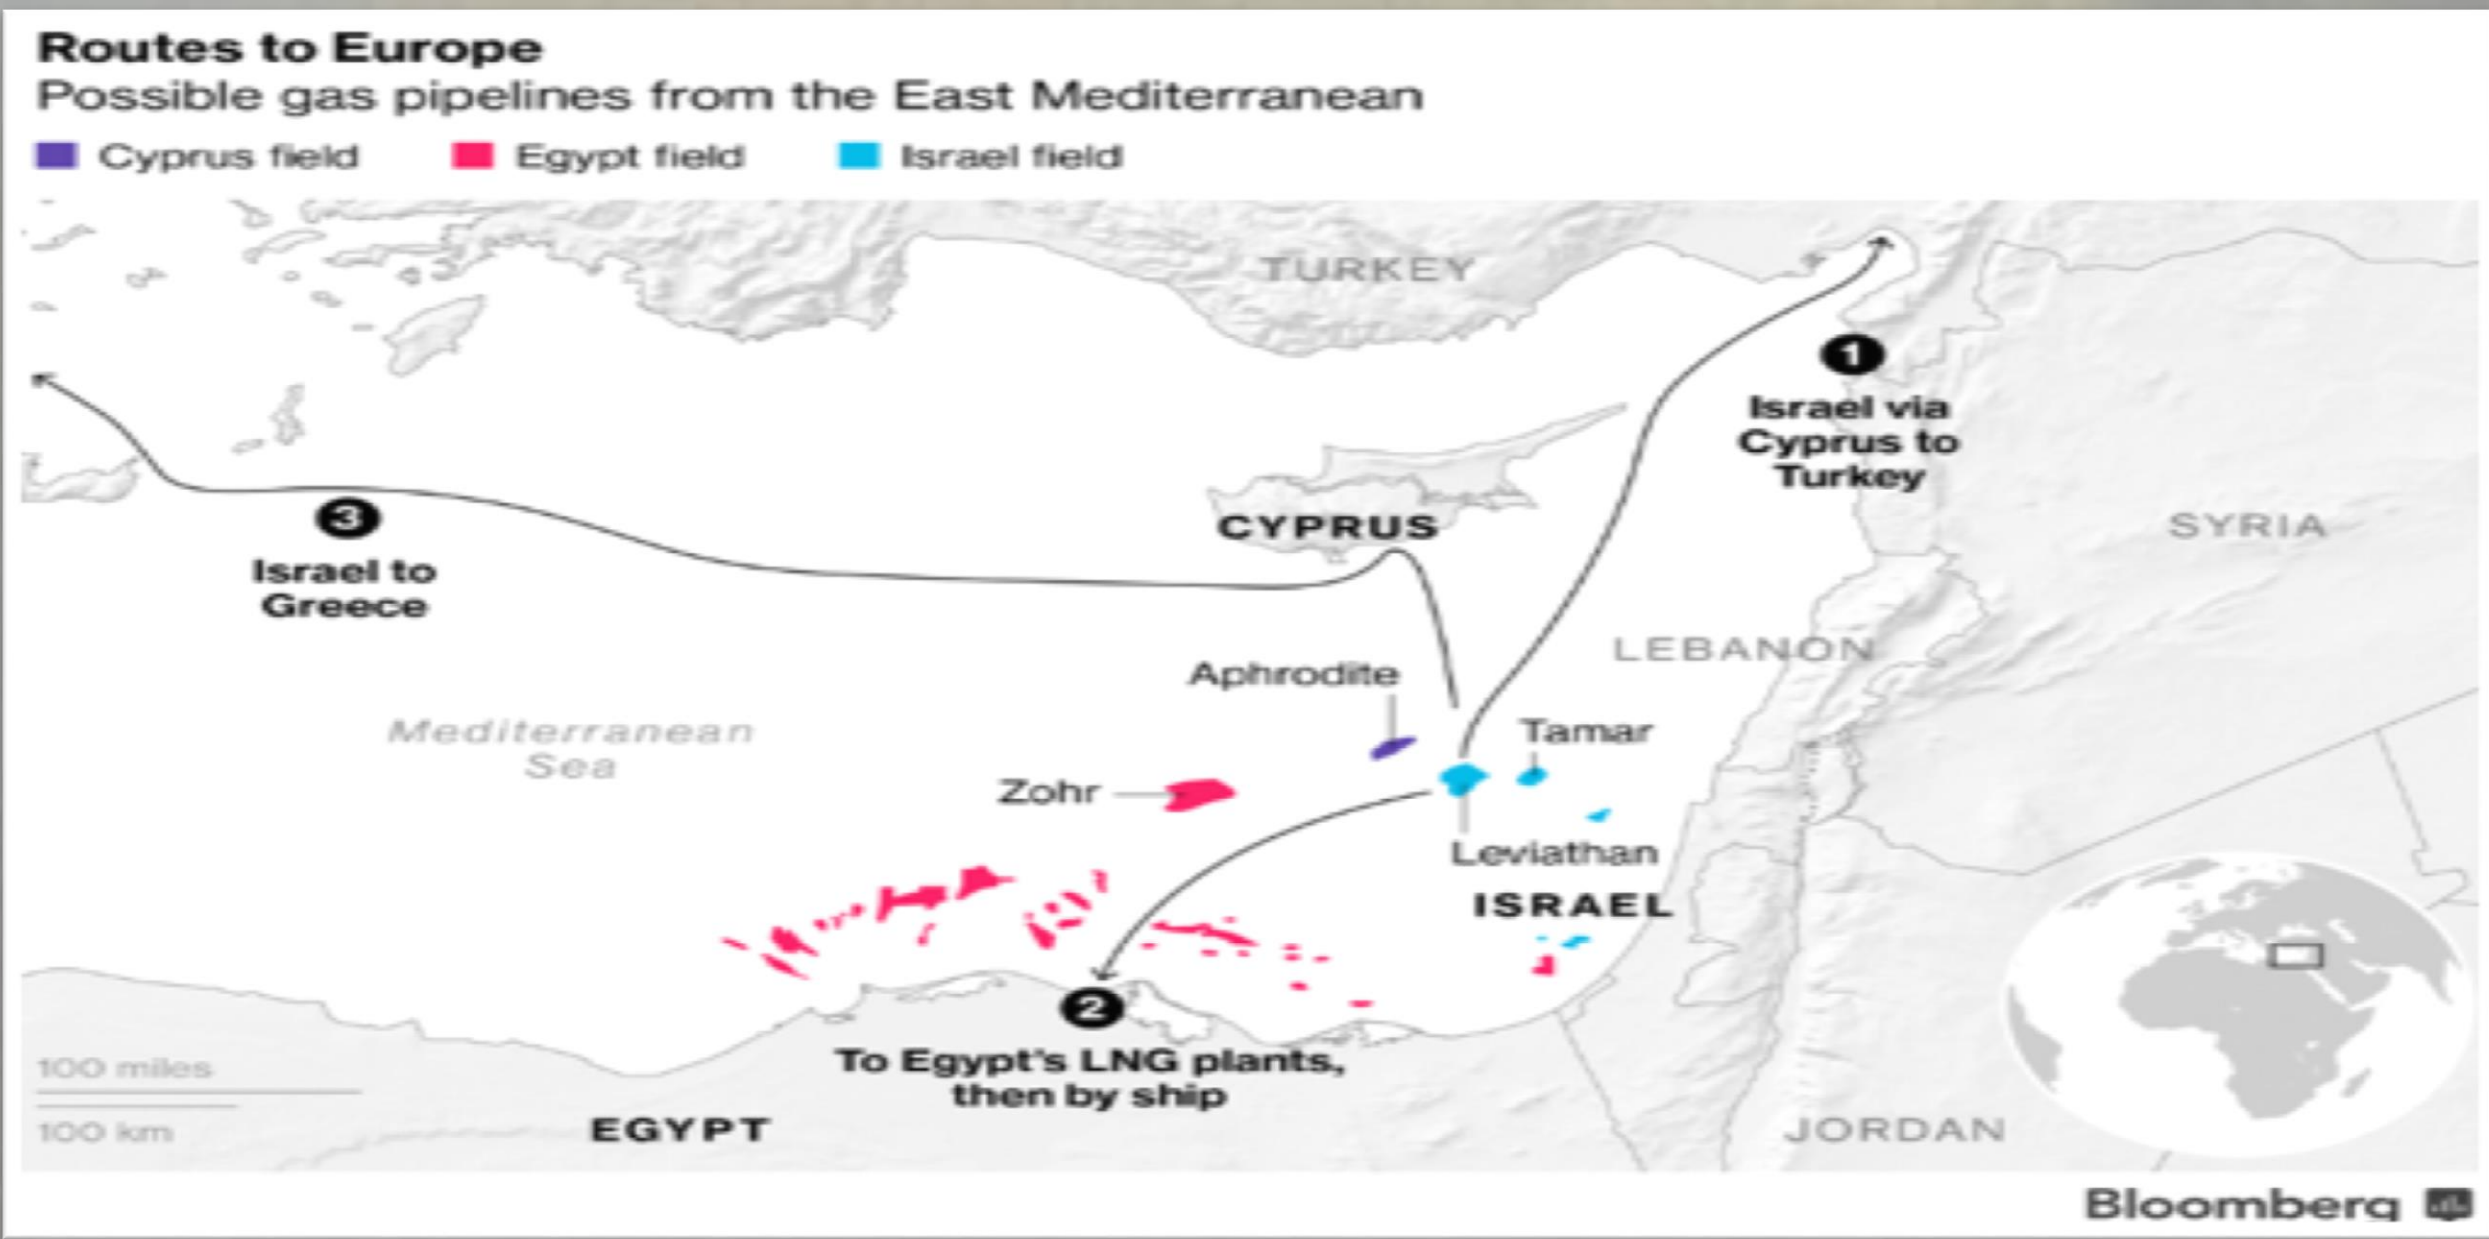 Routes to Europe
Possible gas pipelines from the East Mediterranean
Cyprus field Egypt field Israel field
TURKEY
1
Israel via
Cyprus to
Turkey
CYPRUS
SYRIA
3
Israel to
Greece
LEBANON
Aphrodite
Mediterranean
Sea
Tamar
Zohr
Leviathan
ISRAEL
2
To Egypt's LNG plants,
then by ship
100 miles
100 km
EGYPT
JORDAN
Bloomberg